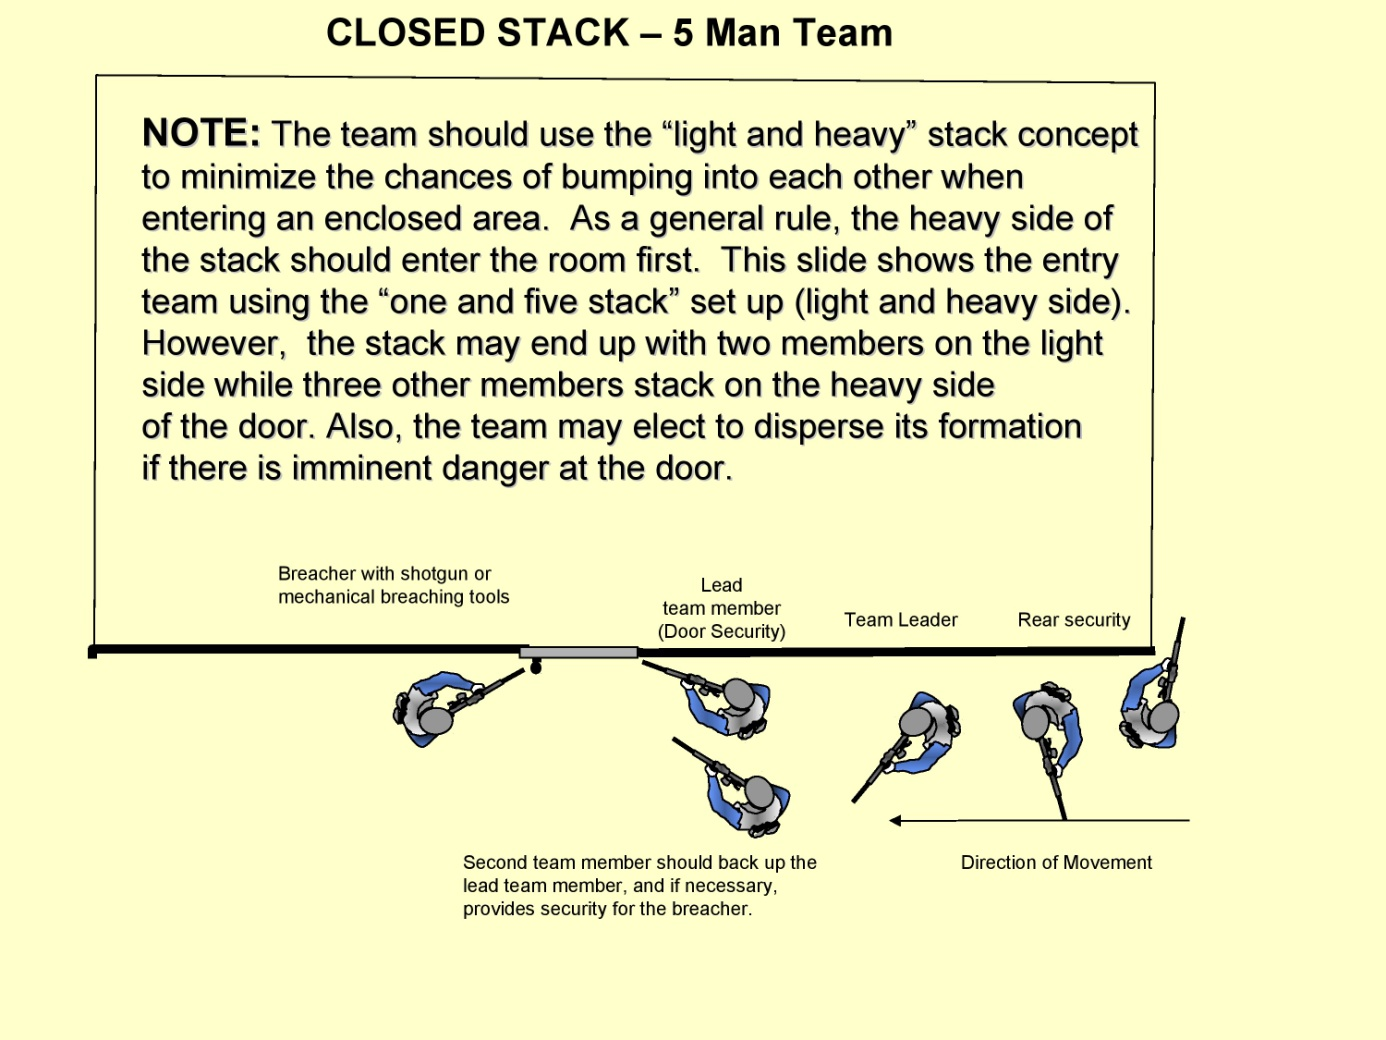 CLOSED STACK – 5 Man Team
NOTE: The team should use the “light and heavy” stack concept
to minimize the chances of bumping into each other when
entering an enclosed area.  As a general rule, the heavy side of
the stack should enter the room first.  This slide shows the entry
team using the “one and five stack” set up (light and heavy side).
However,  the stack may end up with two members on the light
side while three other members stack on the heavy side
of the door. Also, the team may elect to disperse its formation
if there is imminent danger at the door.
Breacher with shotgun or
mechanical breaching tools
Lead
team member
(Door Security)
Team Leader
Rear security
Second team member should back up the
lead team member, and if necessary,
provides security for the breacher.
Direction of Movement